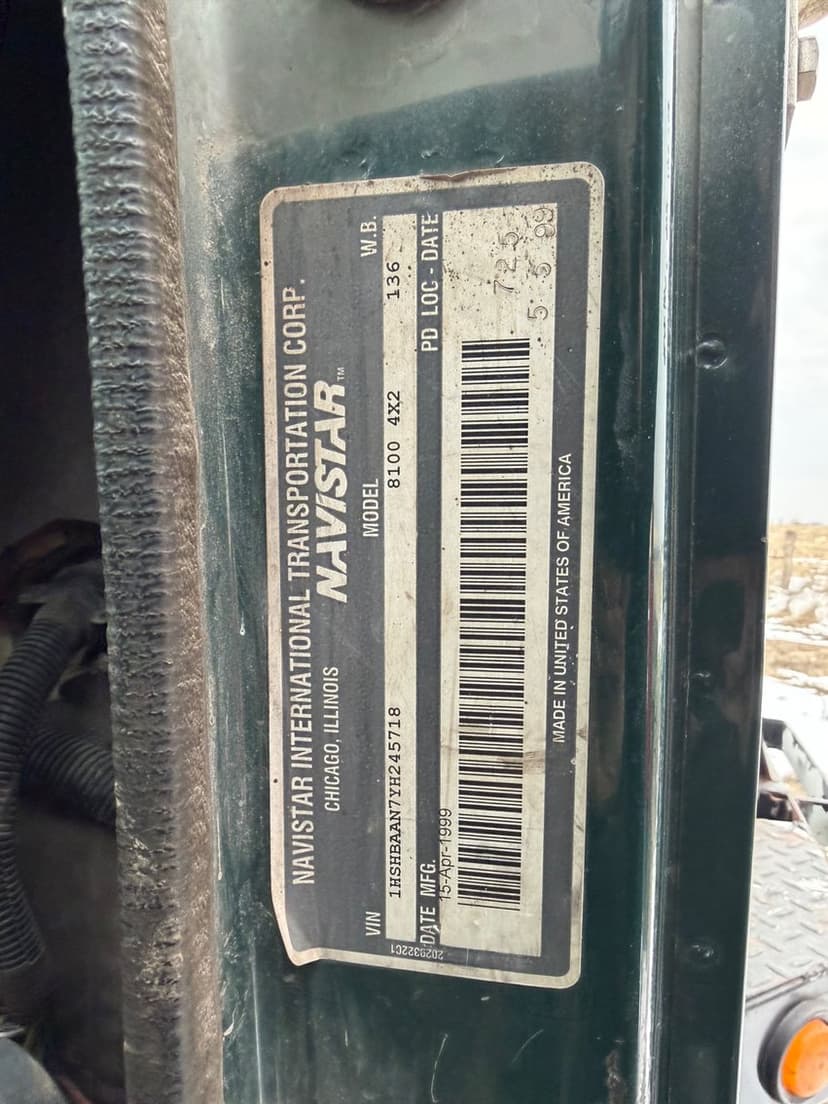 NAVISTAR INTERNATIONAL TRANSPORTATION CORP.
CHICAGO, ILLINOIS NAVISTAR™
VIN MODEL W.B.
1HSHBAAN7YH245718 8100 4X2 136
DATE MFG. PD LOC - DATE
15-Apr-1999
725
5 5 99
2029322C1
MADE IN UNITED STATES OF AMERICA